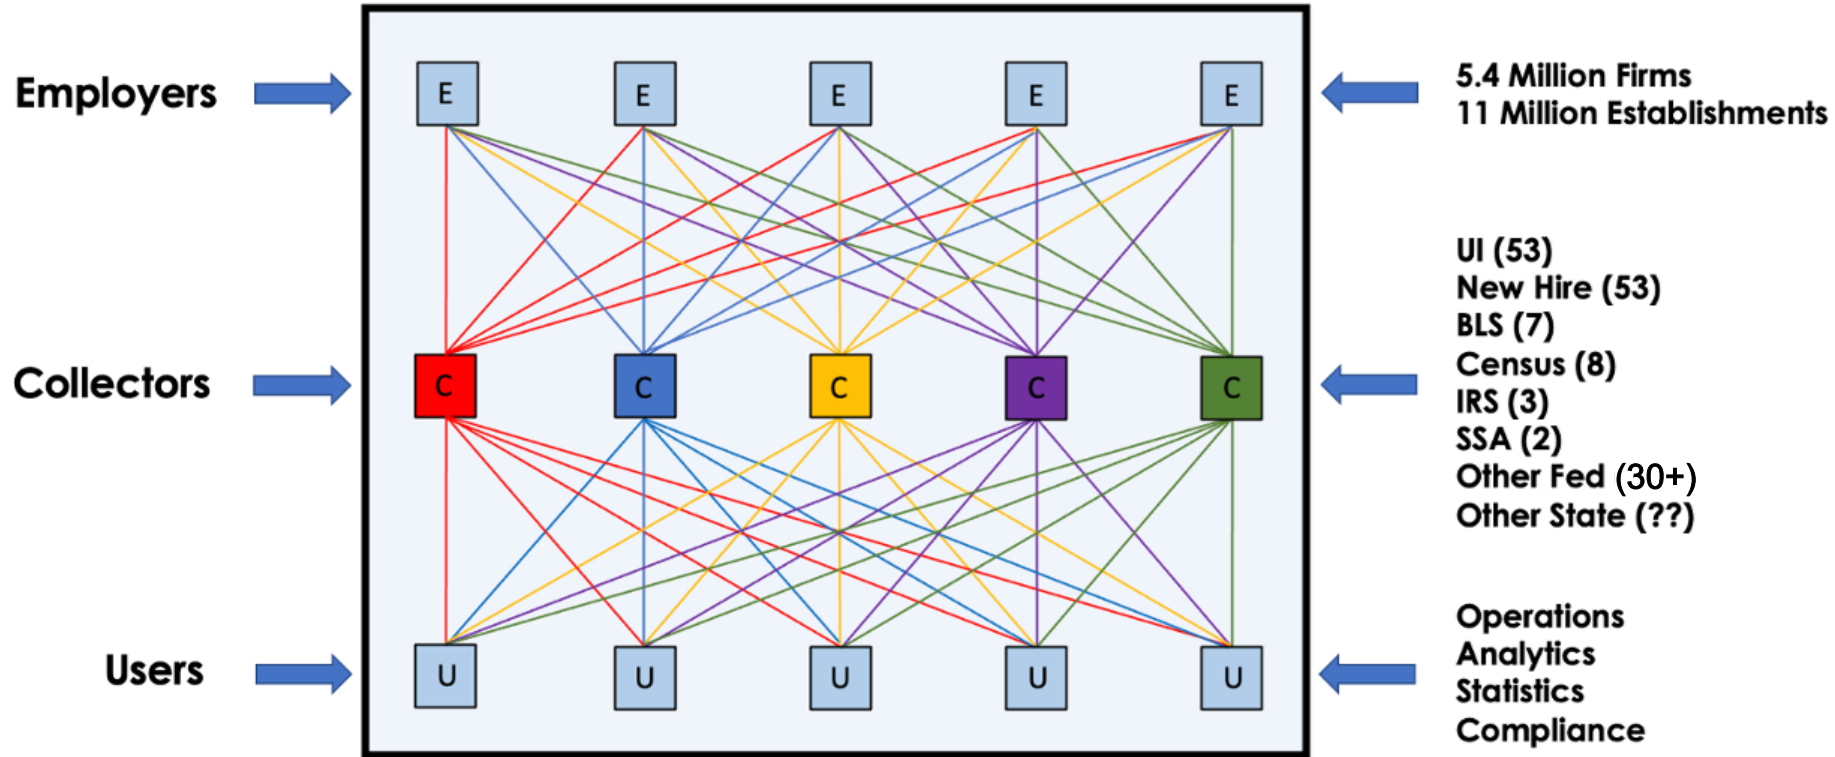 Employers
E E E E E
5.4 Million Firms
11 Million Establishments
Collectors
C C C C C
UI (53)
New Hire (53)
BLS (7)
Census (8)
IRS (3)
SSA (2)
Other Fed (30+)
Other State (??)
Users
U U U U U
Operations
Analytics
Statistics
Compliance